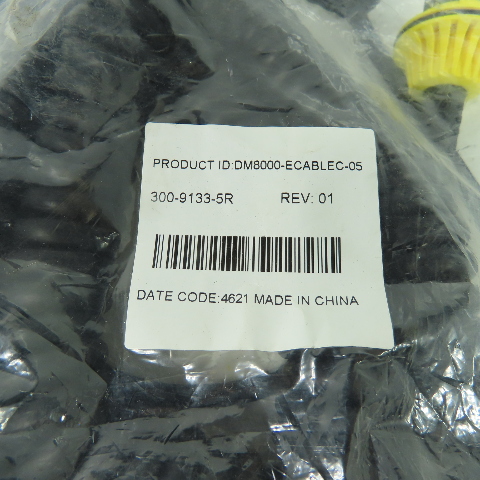 PRODUCT ID:DM8000-ECABLEC-05
300-9133-5R REV: 01
DATE CODE:4621 MADE IN CHINA